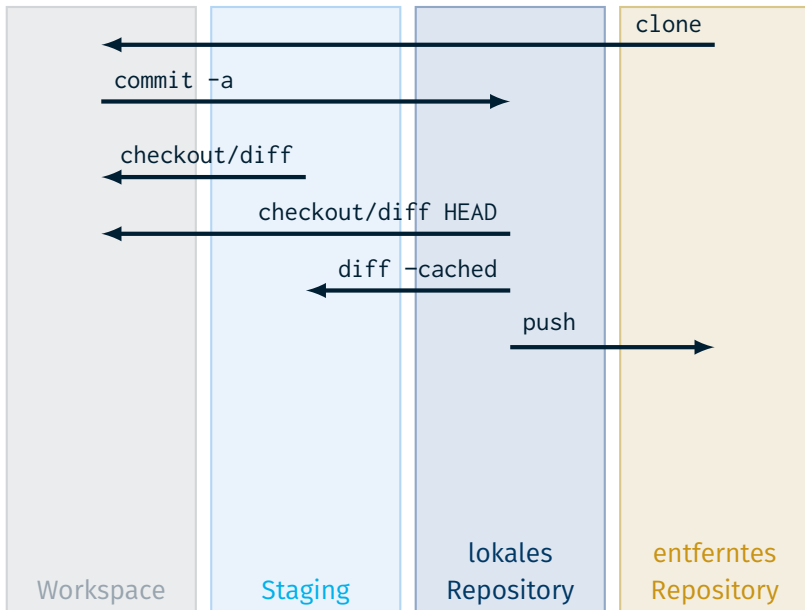 clone
commit -a
checkout/diff
checkout/diff HEAD
diff -cached
push
Workspace
Staging
lokales
Repository
entferntes
Repository